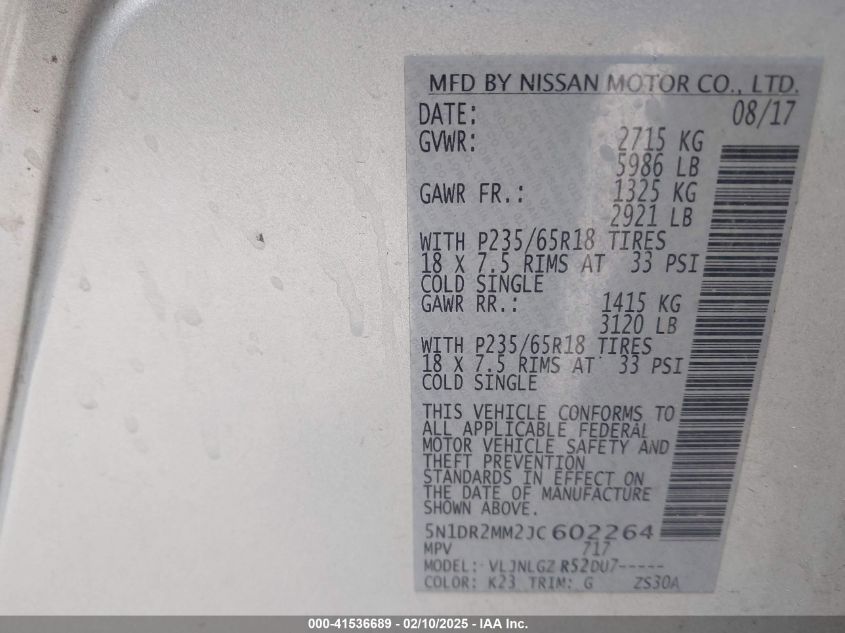 MFD BY NISSAN MOTOR CO., LTD.
DATE: 08/17
GVWR: 2715 KG
5986 LB
GAWR FR.: 1325 KG
2921 LB
WITH P235/65R18 TIRES
18 X 7.5 RIMS AT 33 PSI
COLD SINGLE
GAWR RR.: 1415 KG
3120 LB
WITH P235/65R18 TIRES
18 X 7.5 RIMS AT 33 PSI
COLD SINGLE
THIS VEHICLE CONFORMS TO
ALL APPLICABLE FEDERAL
MOTOR VEHICLE SAFETY AND
THEFT PREVENTION
STANDARDS IN EFFECT ON
THE DATE OF MANUFACTURE
SHOWN ABOVE.
5N1DR2MM2JC602264
MPV 717
MODEL: VLJNLGZ R52DU7-----
COLOR: K23 TRIM: G ZS30A
000-41536689 - 02/10/2025 - IAA Inc.